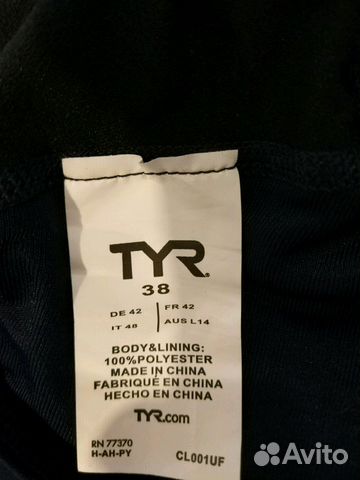 TYR
38
DE 42 FR 42
IT 48 AUS L14
BODY&LINING:
100%POLYESTER
MADE IN CHINA
FABRIQUÉ EN CHINA
HECHO EN CHINA
TYR.com
RN 77370
H-AH-PY CL001UF
Avito